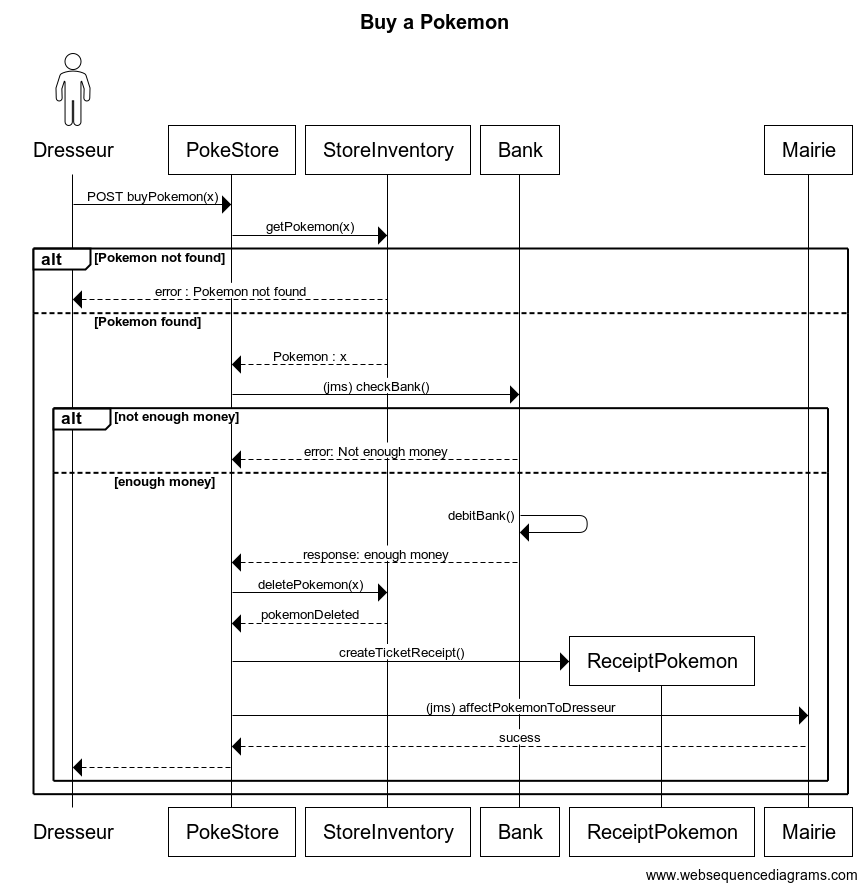 Buy a Pokemon
Dresseur
PokeStore
StoreInventory
Bank
Mairie
POST buyPokemon(x)
getPokemon(x)
alt
[Pokemon not found]
error : Pokemon not found
[Pokemon found]
Pokemon : x
(jms) checkBank()
alt
[not enough money]
error: Not enough money
[enough money]
debitBank()
response: enough money
deletePokemon(x)
pokemonDeleted
createTicketReceipt()
ReceiptPokemon
(jms) affectPokemonToDresseur
sucess
Dresseur
PokeStore
StoreInventory
Bank
ReceiptPokemon
Mairie
www.websequencediagrams.com